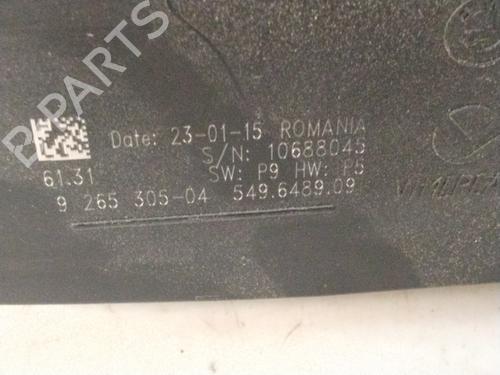 B-PARTS
Date: 23-01-15 ROMANIA
S/N: 10688045
61.31 SW: P9 HW: P5
9 265 305-04 549.6489.09